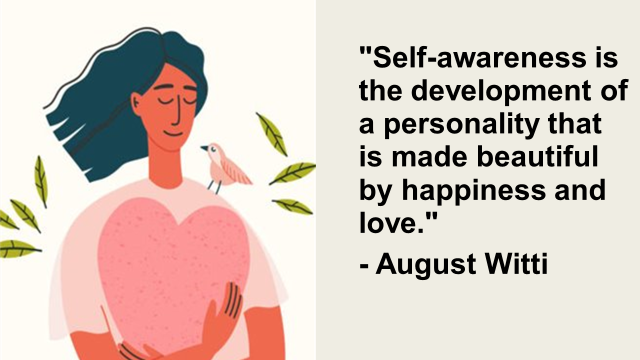 "Self-awareness is
the development of
a personality that
is made beautiful
by happiness and
love."
- August Witti